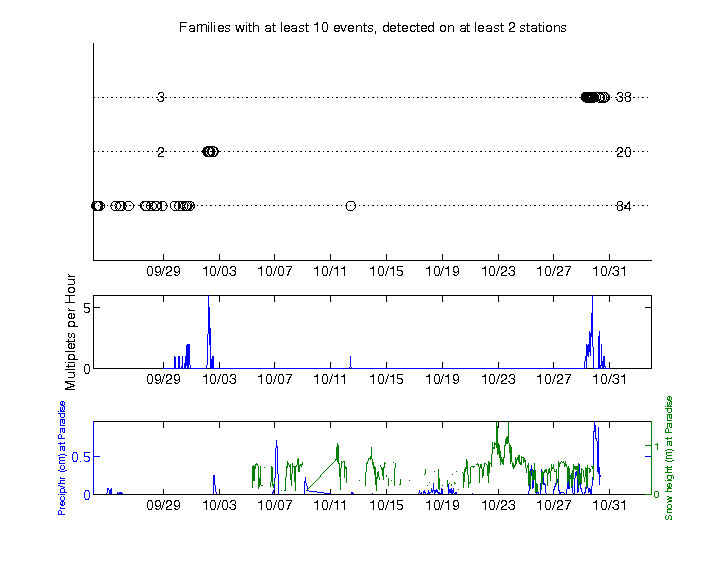 Families with at least 10 events, detected on at least 2 stations
3 38
2 20
84
09/29 10/03 10/07 10/11 10/15 10/19 10/23 10/27 10/31
Multiplets per Hour
5
0
09/29 10/03 10/07 10/11 10/15 10/19 10/23 10/27 10/31
Precip/hr (cm) at Paradise
0.5
0
1
0
Snow height (m) at Paradise
09/29 10/03 10/07 10/11 10/15 10/19 10/23 10/27 10/31